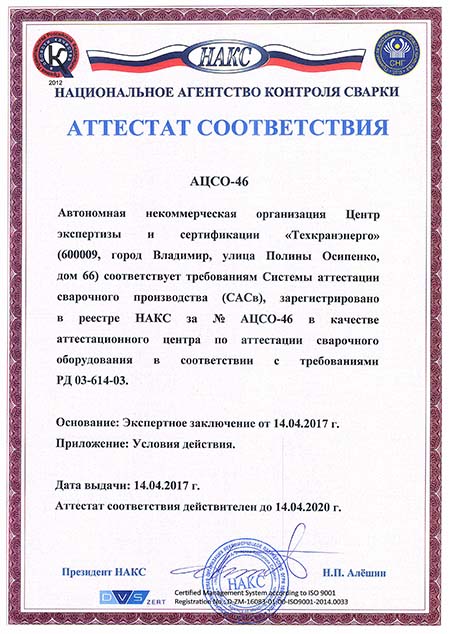 НАКС
СНГ
2012
НАЦИОНАЛЬНОЕ АГЕНТСТВО КОНТРОЛЯ СВАРКИ
АТТЕСТАТ СООТВЕТСТВИЯ
АЦСО-46
Автономная некоммерческая организация Центр
экспертизы и сертификации «Техкранэнерго»
(600009, город Владимир, улица Полины Осипенко,
дом 66) соответствует требованиям Системы аттестации
сварочного производства (САСв), зарегистрировано
в реестре НАКС за № АЦСО-46 в качестве
аттестационного центра по аттестации сварочного
оборудования в соответствии с требованиями
РД 03-614-03.
Основание: Экспертное заключение от 14.04.2017 г.
Приложение: Условия действия.
Дата выдачи: 14.04.2017 г.
Аттестат соответствия действителен до 14.04.2020 г.
Президент НАКС
НАКС
Н.П. Алёшин
DVS ZERT
Certified Management System according to ISO 9001
Registration No LD-ZM-16083-01-00-ISO9001-2014.0033